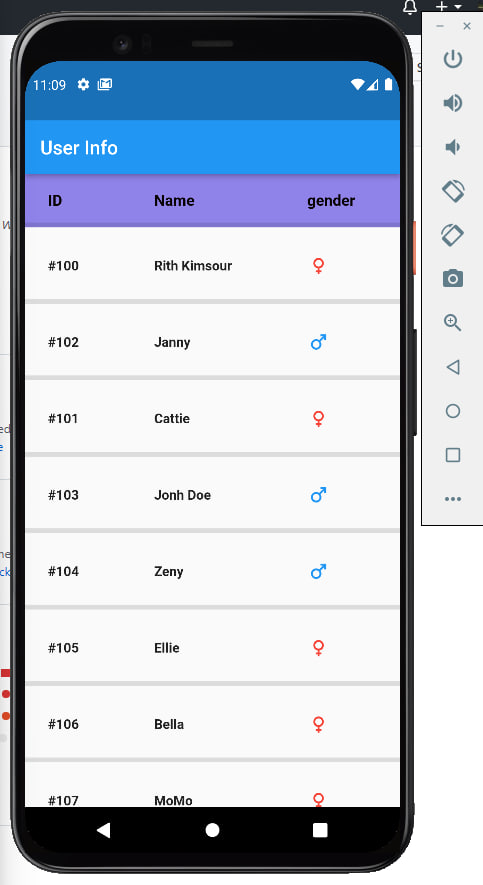 11:09
User Info
ID Name gender
#100 Rith Kimsour
#102 Janny
#101 Cattie
#103 Jonh Doe
#104 Zeny
#105 Ellie
#106 Bella
#107 MoMo